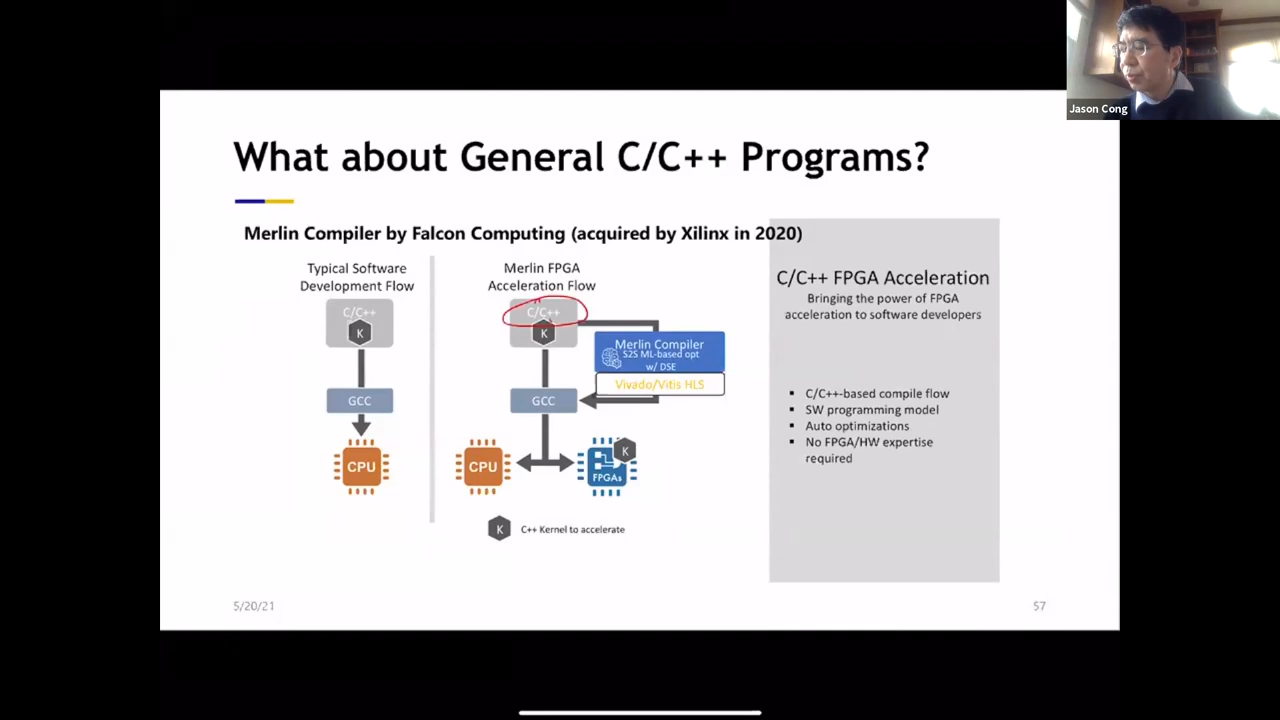 Jason Cong
What about General C/C++ Programs?
Merlin Compiler by Falcon Computing (acquired by Xilinx in 2020)
Typical Software
Development Flow
C/C++
K
GCC
CPU
Merlin FPGA
Acceleration Flow
C/C++
K
Merlin Compiler
S2S ML-based opt
w/ DSE
Vivado/Vitis HLS
GCC
CPU
K
FPGAs
K
C++ Kernel to accelerate
C/C++ FPGA Acceleration
Bringing the power of FPGA
acceleration to software developers
▪ C/C++-based compile flow
▪ SW programming model
▪ Auto optimizations
▪ No FPGA/HW expertise
required
5/20/21
57